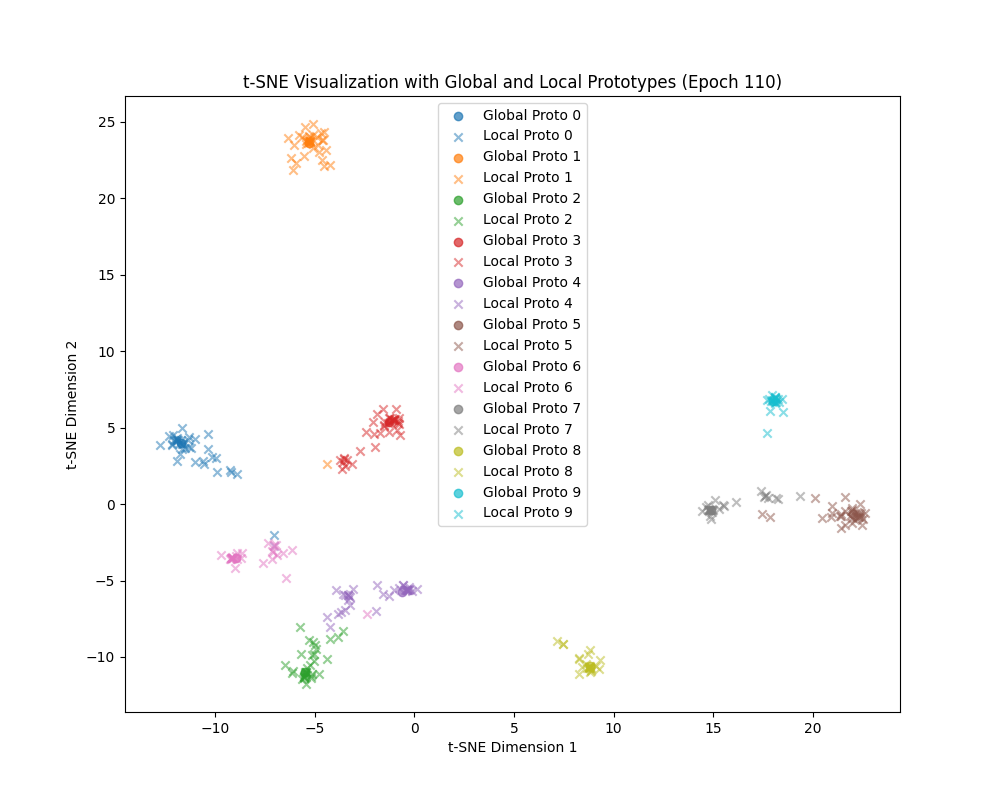 t-SNE Visualization with Global and Local Prototypes (Epoch 110)
Global Proto 0
Local Proto 0
Global Proto 1
Local Proto 1
Global Proto 2
Local Proto 2
Global Proto 3
Local Proto 3
Global Proto 4
Local Proto 4
Global Proto 5
Local Proto 5
Global Proto 6
Local Proto 6
Global Proto 7
Local Proto 7
Global Proto 8
Local Proto 8
Global Proto 9
Local Proto 9
25
20
15
10
5
0
−5
−10
t-SNE Dimension 2
−10 −5 0 5 10 15 20
t-SNE Dimension 1